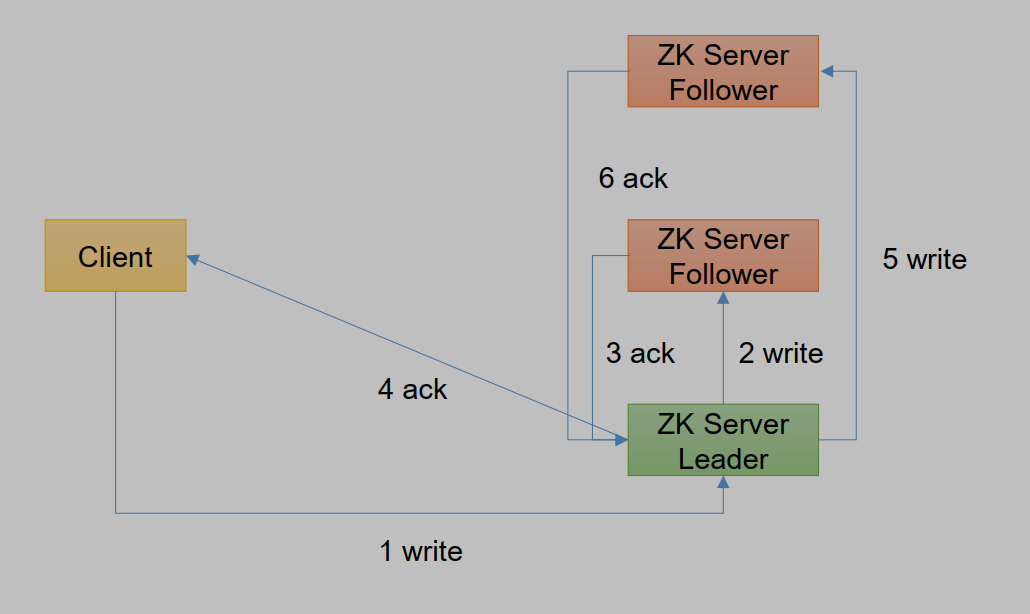 ZK Server
Follower
6 ack
Client
ZK Server
Follower
5 write
3 ack
2 write
4 ack
ZK Server
Leader
1 write